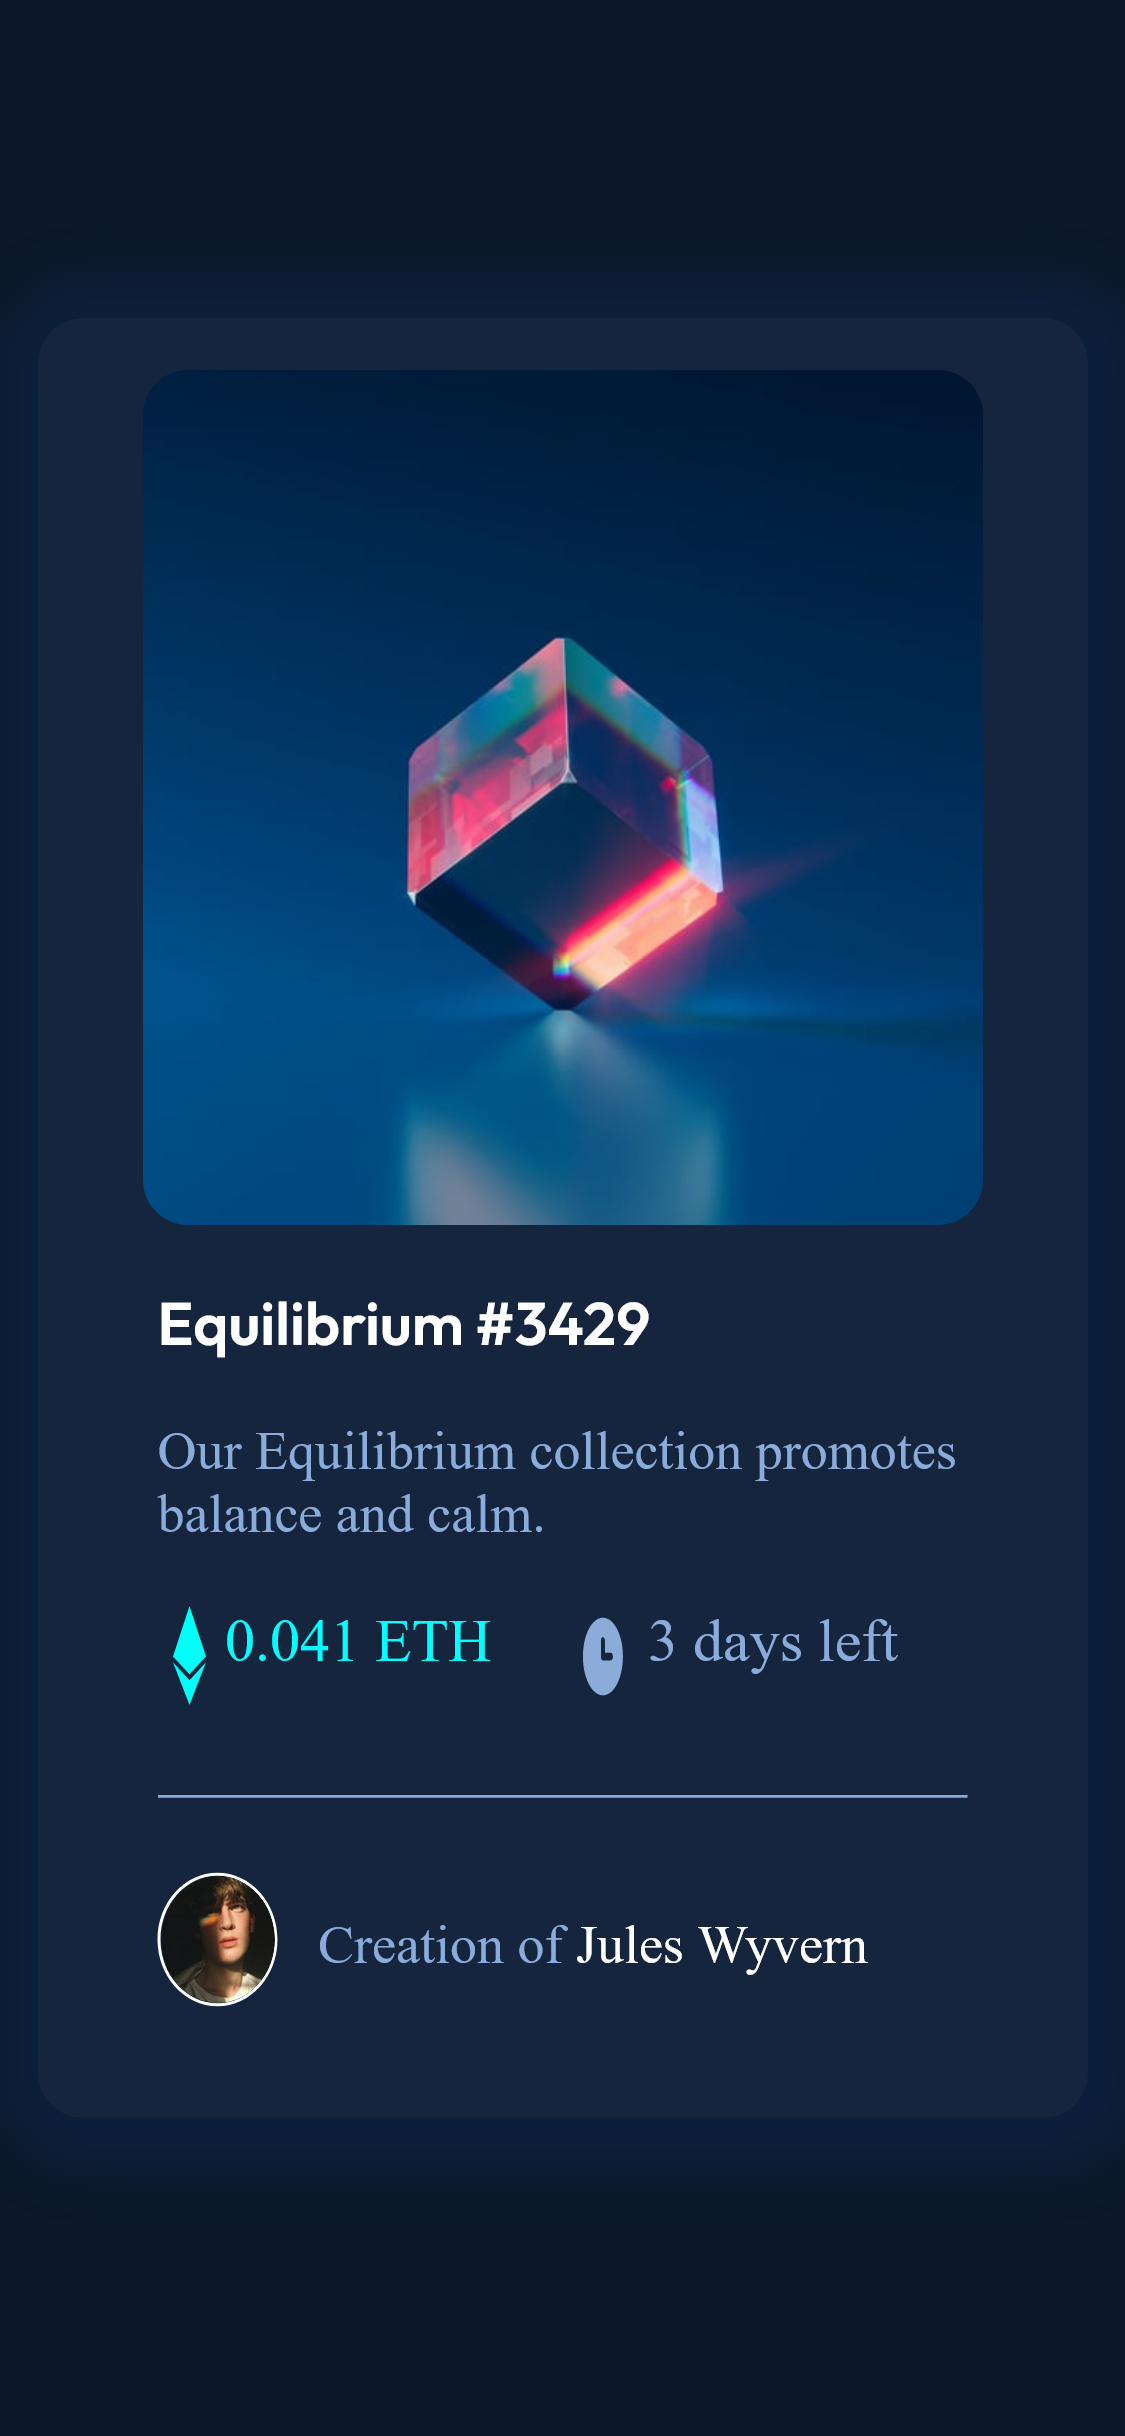 Equilibrium #3429
Our Equilibrium collection promotes
balance and calm.
0.041 ETH 3 days left
Creation of Jules Wyvern